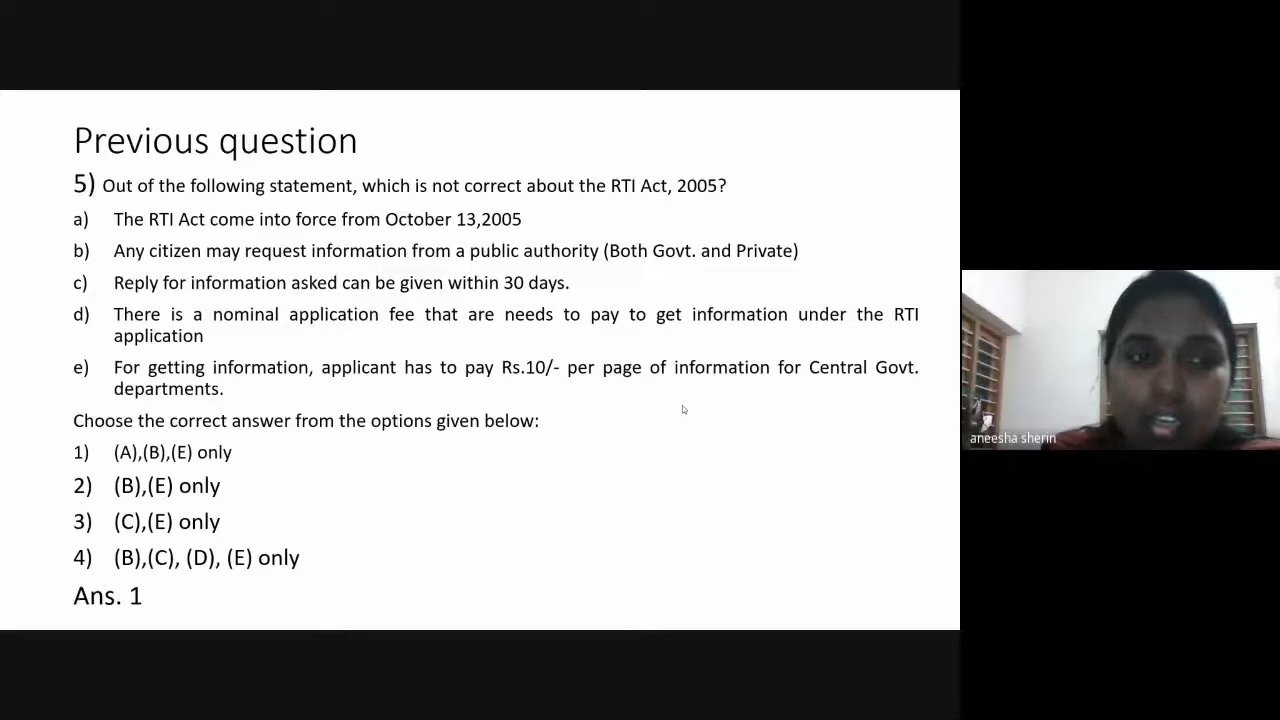 Previous question
5) Out of the following statement, which is not correct about the RTI Act, 2005?
a) The RTI Act come into force from October 13,2005
b) Any citizen may request information from a public authority (Both Govt. and Private)
c) Reply for information asked can be given within 30 days.
d) There is a nominal application fee that are needs to pay to get information under the RTI
application
e) For getting information, applicant has to pay Rs.10/- per page of information for Central Govt.
departments.
Choose the correct answer from the options given below:
1) (A),(B),(E) only
2) (B),(E) only
3) (C),(E) only
4) (B),(C), (D), (E) only
Ans. 1
aneesha sherin